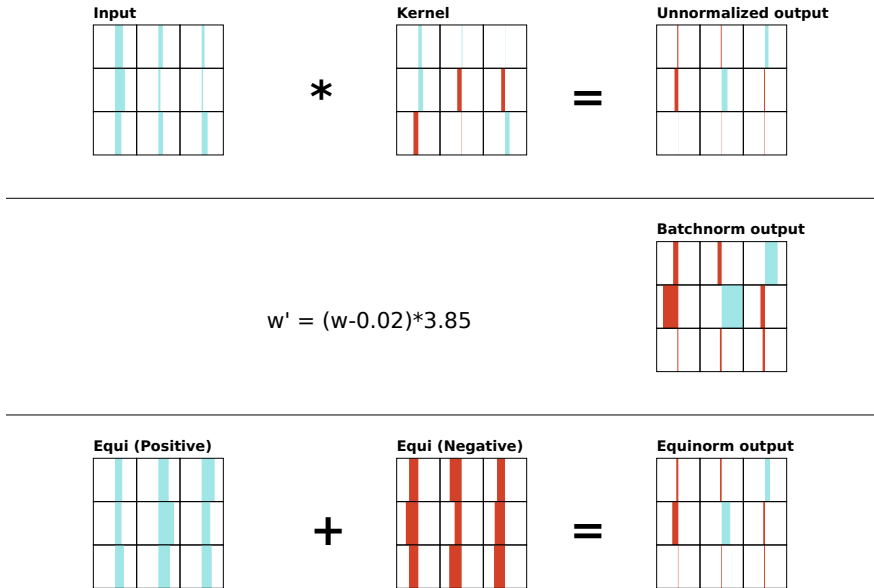 Input
Kernel
Unnormalized output
*
=
Batchnorm output
w' = (w-0.02)*3.85
Equi (Positive)
Equi (Negative)
Equinorm output
+
=